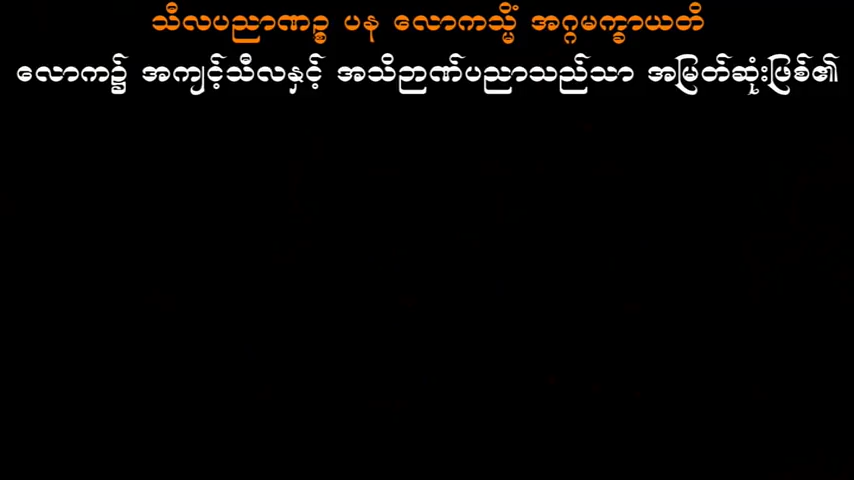 သီလပညာဏဉ္စ ပန လောကသ္မိံ အဂ္ဂမက္ခာယတိ
လောက၌ အကျင့်သီလနှင့် အသိဉာဏ်ပညာသည်သာ အမြတ်ဆုံးဖြစ်၏